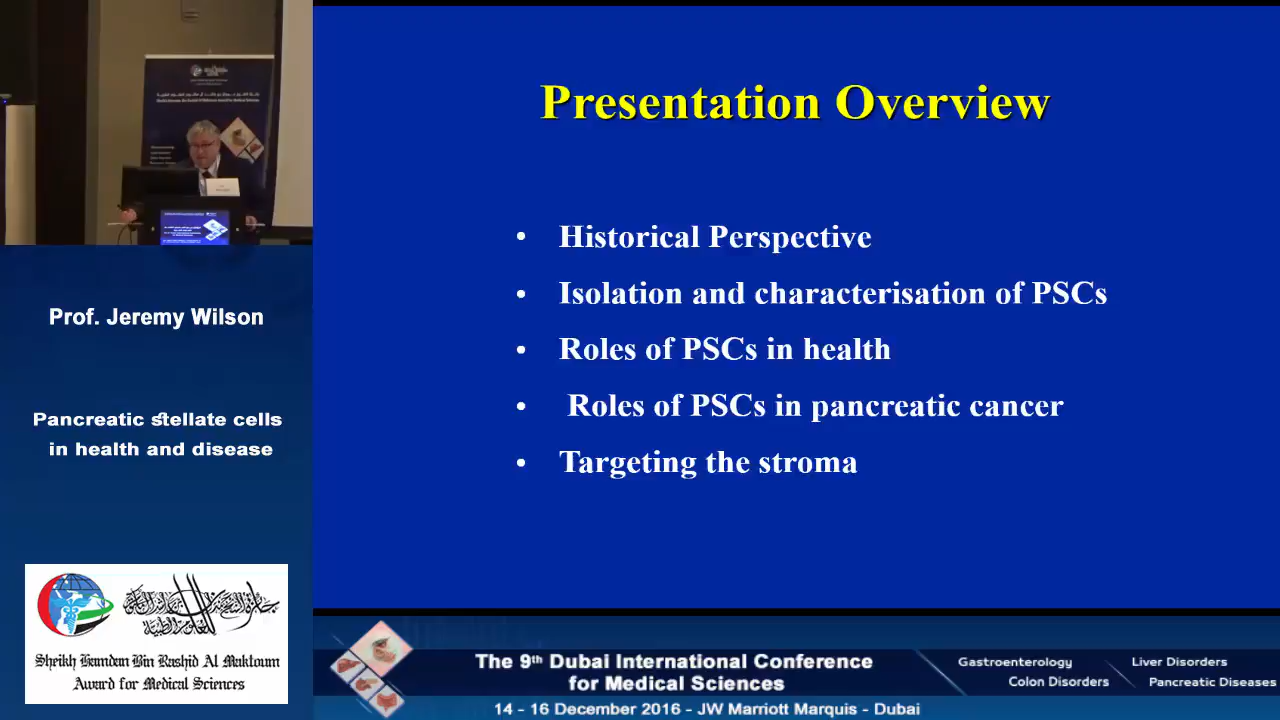 Presentation Overview
• Historical Perspective
• Isolation and characterisation of PSCs
• Roles of PSCs in health
• Roles of PSCs in pancreatic cancer
• Targeting the stroma
Prof. Jeremy Wilson
Pancreatic stellate cells
in health and disease
Sheikh Hamdan Bin Rashid Al Maktoum
Award for Medical Sciences
The 9th Dubai International Conference
for Medical Sciences
14 - 16 December 2016 - JW Marriott Marquis - Dubai
Gastroenterology
Liver Disorders
Colon Disorders
Pancreatic Diseases